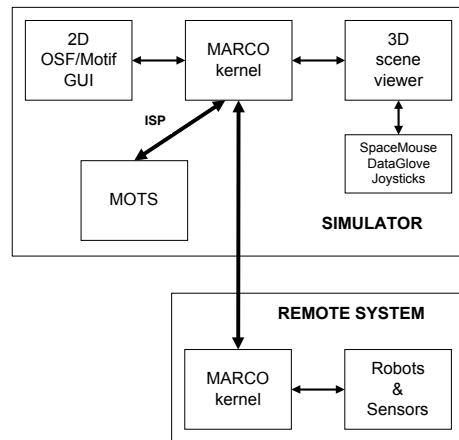 2D
OSF/Motif
GUI
MARCO
kernel
3D
scene
viewer
ISP
MOTS
SpaceMouse
DataGlove
Joysticks
SIMULATOR
REMOTE SYSTEM
MARCO
kernel
Robots
&
Sensors